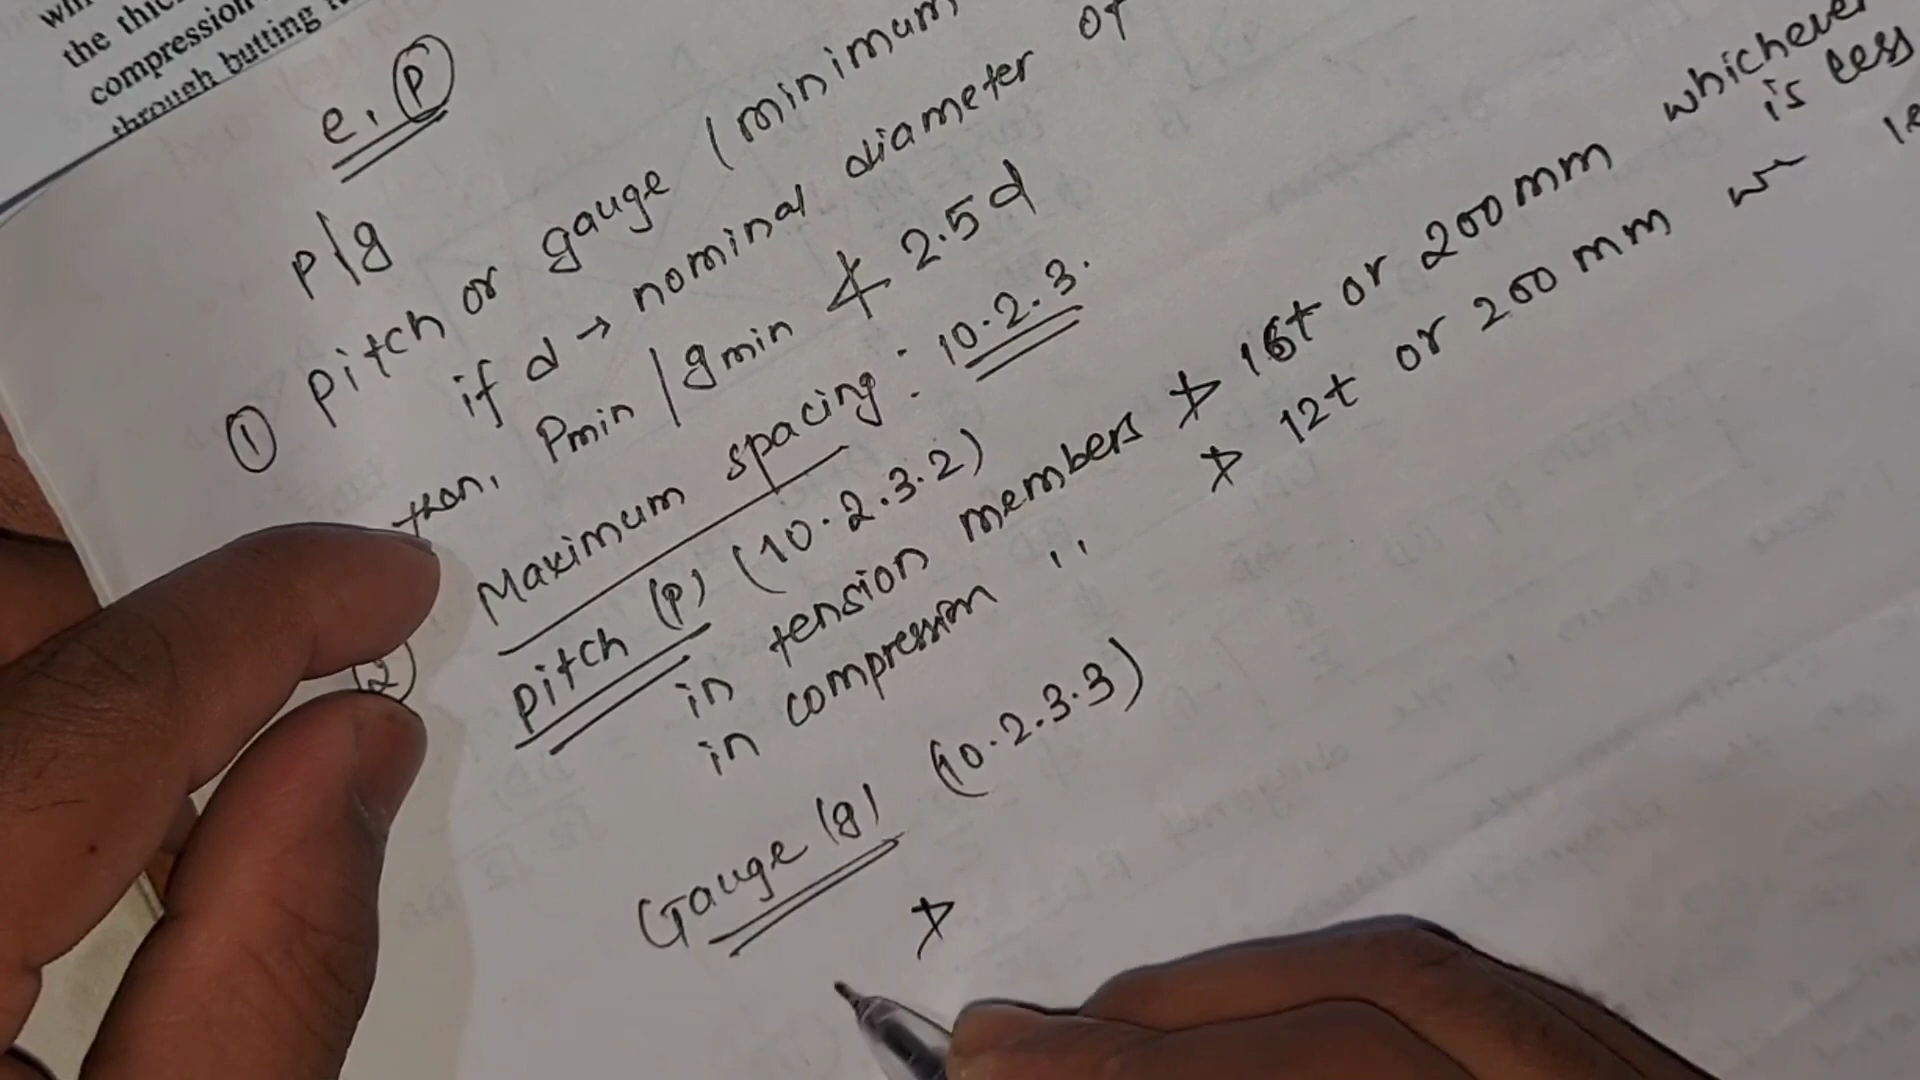 the thic
compression
through butting
e, P
P/g
① Pitch or gauge (minimum
if d → nominal diameter of
then, Pmin / gmin ≮ 2.5d
② Maximum spacing : 10.2.3.
Pitch (p) (10.2.3.2)
in tension members ≯ 16t or 200mm whichever is less
in compression " ≯ 12t or 200 mm w
Gauge (g) (10.2.3.3)
≯